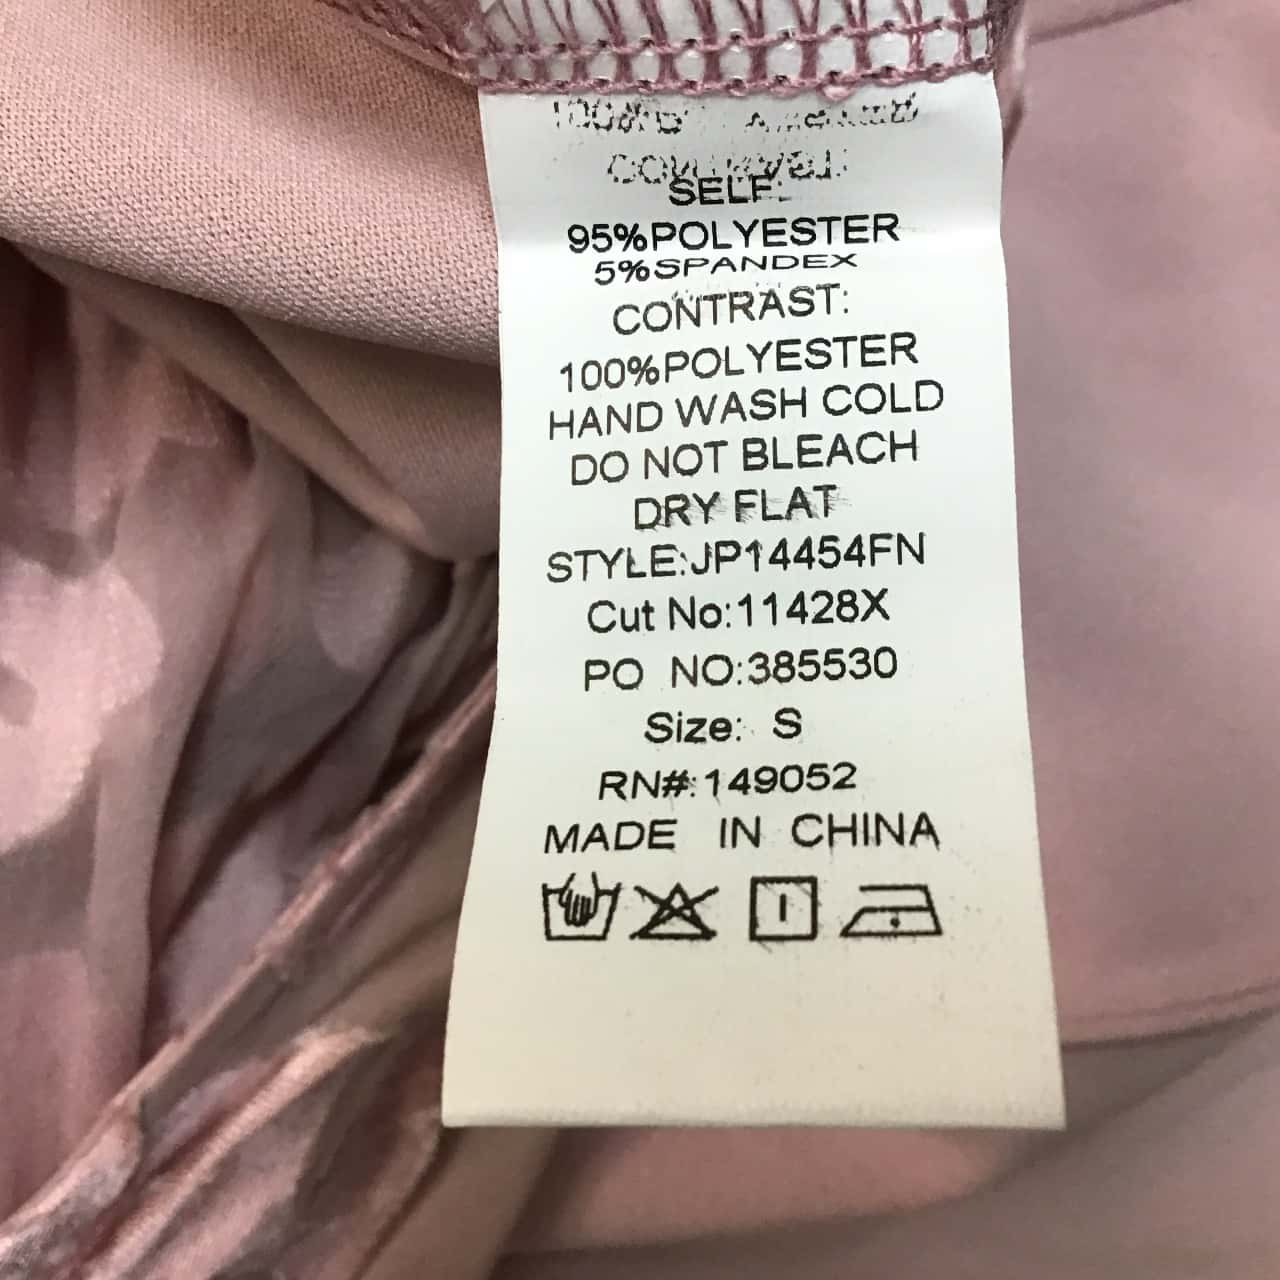 SELF:
95%POLYESTER
5%SPANDEX
CONTRAST:
100%POLYESTER
HAND WASH COLD
DO NOT BLEACH
DRY FLAT
STYLE:JP14454FN
Cut No:11428X
PO NO:385530
Size: S
RN#:149052
MADE IN CHINA